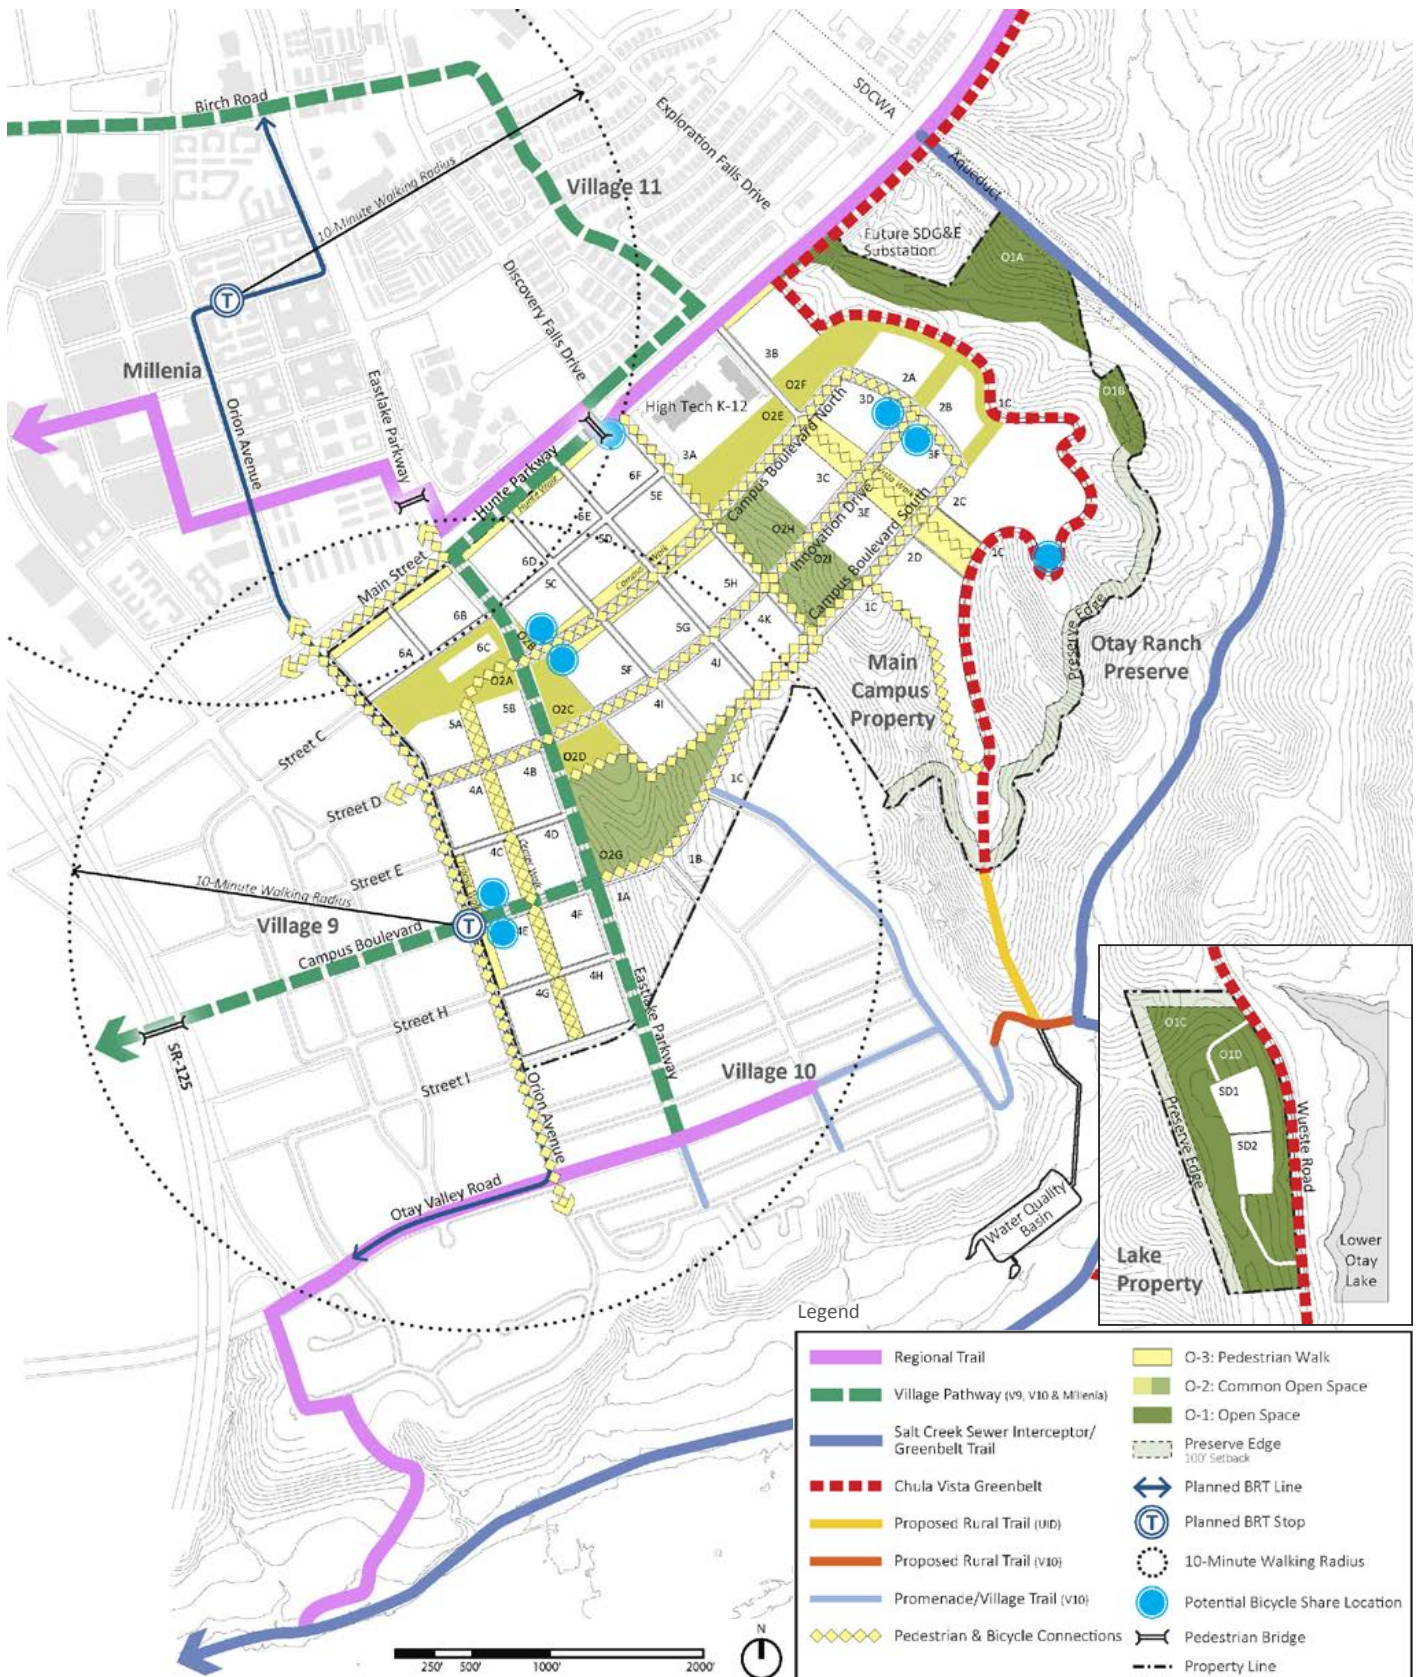 Birch Road
10-Minute Walking Radius
Village 11
Exploration Falls Drive
SDCWA
Aqueduct
Future SDG&E
Substation
O1A
Discovery Falls Drive
Millenia
Orion Avenue
Eastlake Parkway
High Tech K-12
Hunte Parkway
Hunte Walk
Main Street
3B
O2F
O2E
2A
3D
2B
1C
O1B
3A
Campus Boulevard North
3F
6F
5E
3C
Innovation Drive
Campus Boulevard South
2C
6E
5D
O2H
3E
O2I
2D
1C
6D
5C
5H
1C
4K
6B
6C
6A
O2B
5G
4J
5F
4I
O2A
5B
5A
O2C
O2D
Main
Campus
Property
Preserve Edge
Otay Ranch
Preserve
Street C
Street D
4B
4A
1C
4C
4D
O2G
1B
Street E
10-Minute Walking Radius
Village 9
Campus Boulevard
1A
4F
4E
4H
4G
Street H
Street I
SR-125
Eastlake Parkway
Orion Avenue
Village 10
Otay Valley Road
Water Quality
Basin
O1C
O1D
SD1
SD2
Preserve Edge
Wueste Road
Lake
Property
Lower
Otay
Lake
Legend
Regional Trail
Village Pathway (V9, V10 & Millenia)
Salt Creek Sewer Interceptor/
Greenbelt Trail
Chula Vista Greenbelt
Proposed Rural Trail (UID)
Proposed Rural Trail (V10)
Promenade/Village Trail (V10)
Pedestrian & Bicycle Connections
O-3: Pedestrian Walk
O-2: Common Open Space
O-1: Open Space
Preserve Edge
100' Setback
Planned BRT Line
T
Planned BRT Stop
10-Minute Walking Radius
Potential Bicycle Share Location
Pedestrian Bridge
Property Line
250'
500'
1000'
2000'
N
T
T